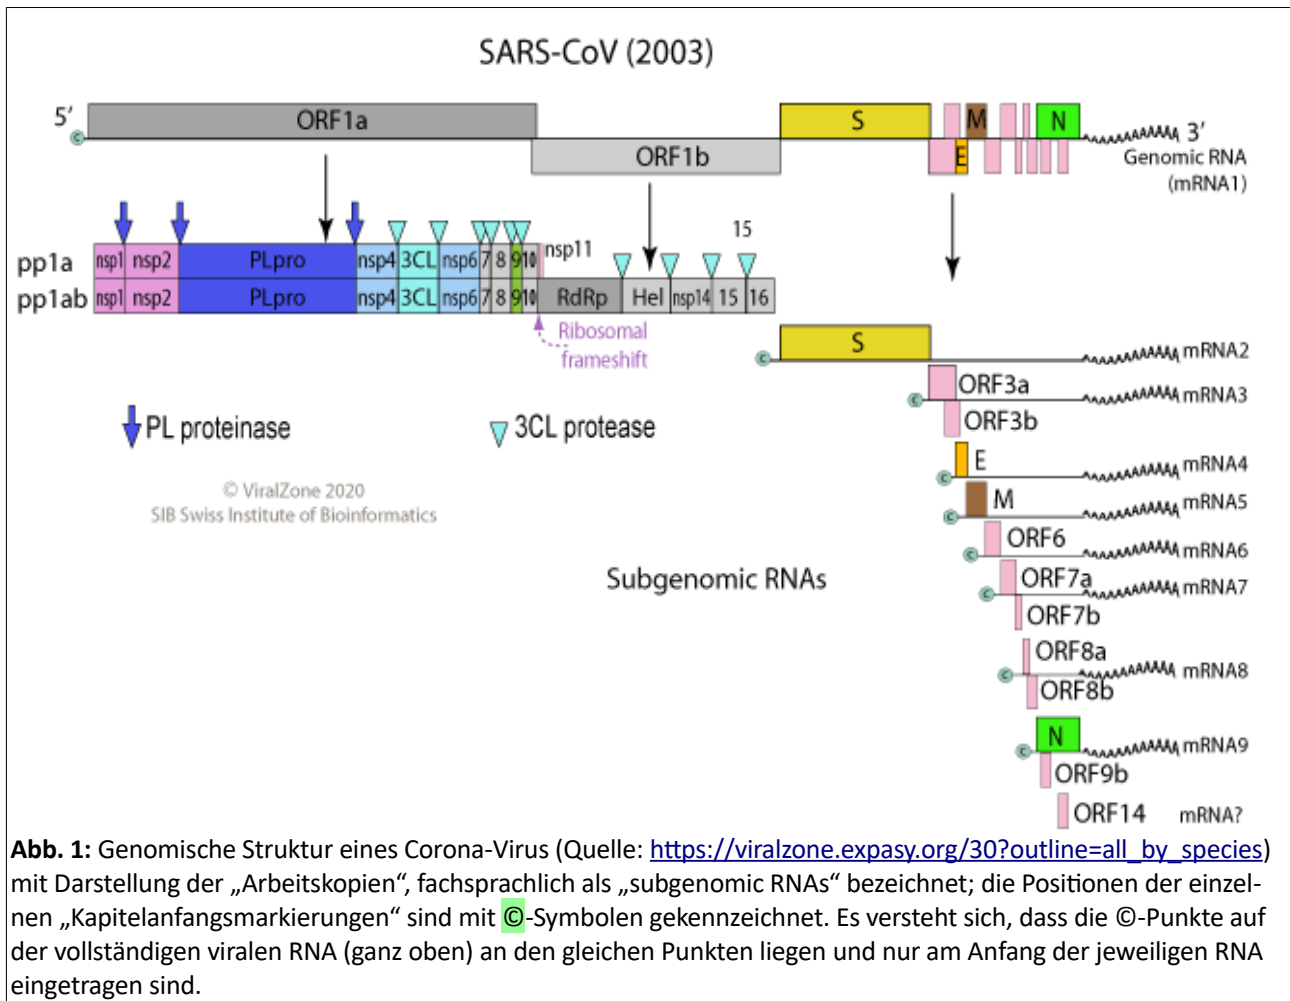 SARS-CoV (2003)
5′ ORF1a S M N 3′
c
ORF1b E Genomic RNA
(mRNA1)
15
pp1a nsp1 nsp2 PLpro nsp4 3CL nsp6 7 8 9 10 nsp11
pp1ab nsp1 nsp2 PLpro nsp4 3CL nsp6 7 8 9 10 RdRp Hel nsp14 15 16
Ribosomal
frameshift
c S mRNA2
c ORF3a mRNA3
ORF3b
PL proteinase 3CL protease
c E mRNA4
© ViralZone 2020
SIB Swiss Institute of Bioinformatics
c M mRNA5
c ORF6 mRNA6
Subgenomic RNAs
c ORF7a mRNA7
ORF7b
ORF8a
c mRNA8
ORF8b
c N mRNA9
ORF9b
ORF14 mRNA?
Abb. 1: Genomische Struktur eines Corona-Virus (Quelle: https://viralzone.expasy.org/30?outline=all_by_species)
mit Darstellung der „Arbeitskopien“, fachsprachlich als „subgenomic RNAs“ bezeichnet; die Positionen der einzel-
nen „Kapitelanfangsmarkierungen“ sind mit ©-Symbolen gekennzeichnet. Es versteht sich, dass die ©-Punkte auf
der vollständigen viralen RNA (ganz oben) an den gleichen Punkten liegen und nur am Anfang der jeweiligen RNA
eingetragen sind.